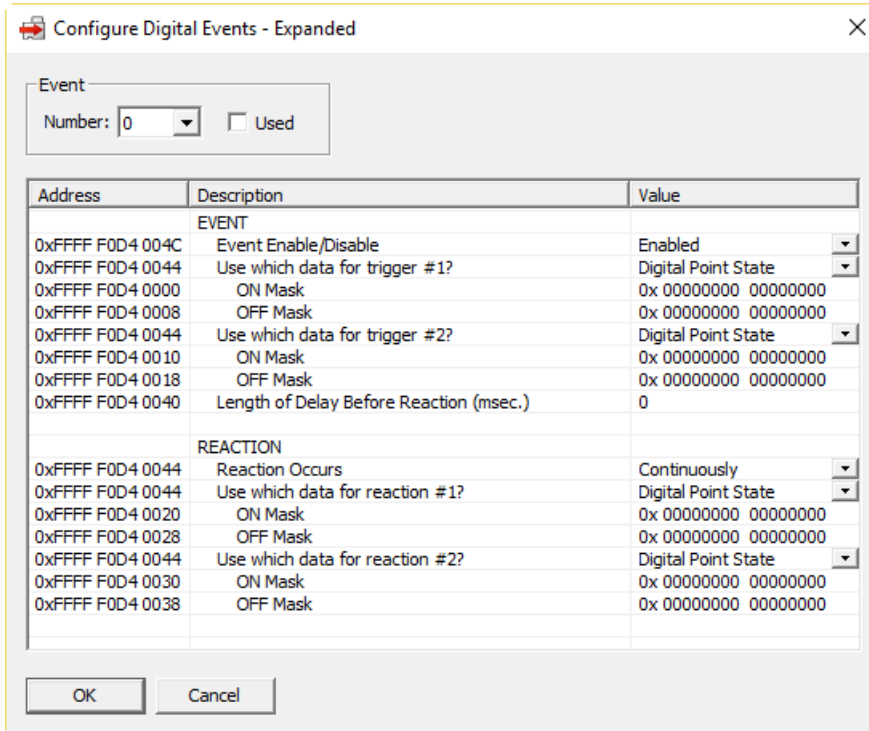 Configure Digital Events - Expanded
Event
Number: 0 Used
Address Description Value
EVENT
0xFFFF F0D4 004C Event Enable/Disable Enabled
0xFFFF F0D4 0044 Use which data for trigger #1? Digital Point State
0xFFFF F0D4 0000 ON Mask 0x 00000000 00000000
0xFFFF F0D4 0008 OFF Mask 0x 00000000 00000000
0xFFFF F0D4 0044 Use which data for trigger #2? Digital Point State
0xFFFF F0D4 0010 ON Mask 0x 00000000 00000000
0xFFFF F0D4 0018 OFF Mask 0x 00000000 00000000
0xFFFF F0D4 0040 Length of Delay Before Reaction (msec.) 0
REACTION
0xFFFF F0D4 0044 Reaction Occurs Continuously
0xFFFF F0D4 0044 Use which data for reaction #1? Digital Point State
0xFFFF F0D4 0020 ON Mask 0x 00000000 00000000
0xFFFF F0D4 0028 OFF Mask 0x 00000000 00000000
0xFFFF F0D4 0044 Use which data for reaction #2? Digital Point State
0xFFFF F0D4 0030 ON Mask 0x 00000000 00000000
0xFFFF F0D4 0038 OFF Mask 0x 00000000 00000000
OK Cancel